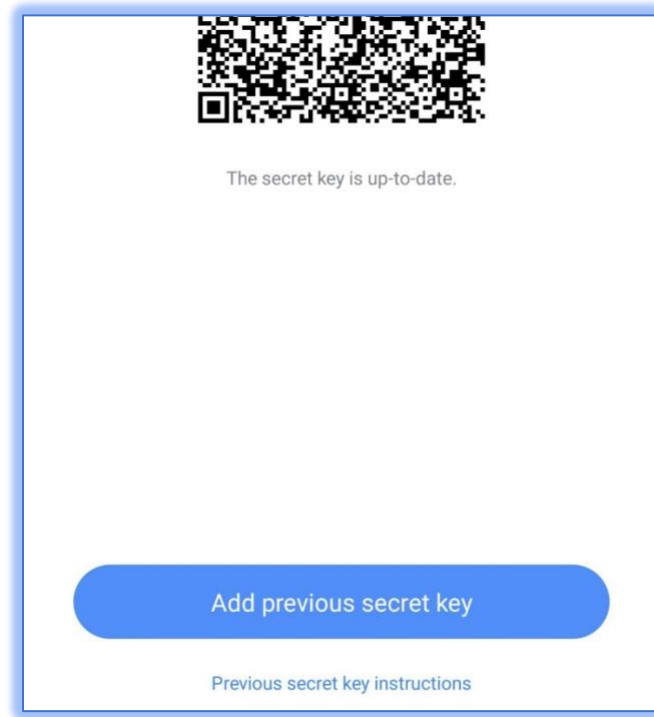 The secret key is up-to-date.
Add previous secret key
Previous secret key instructions